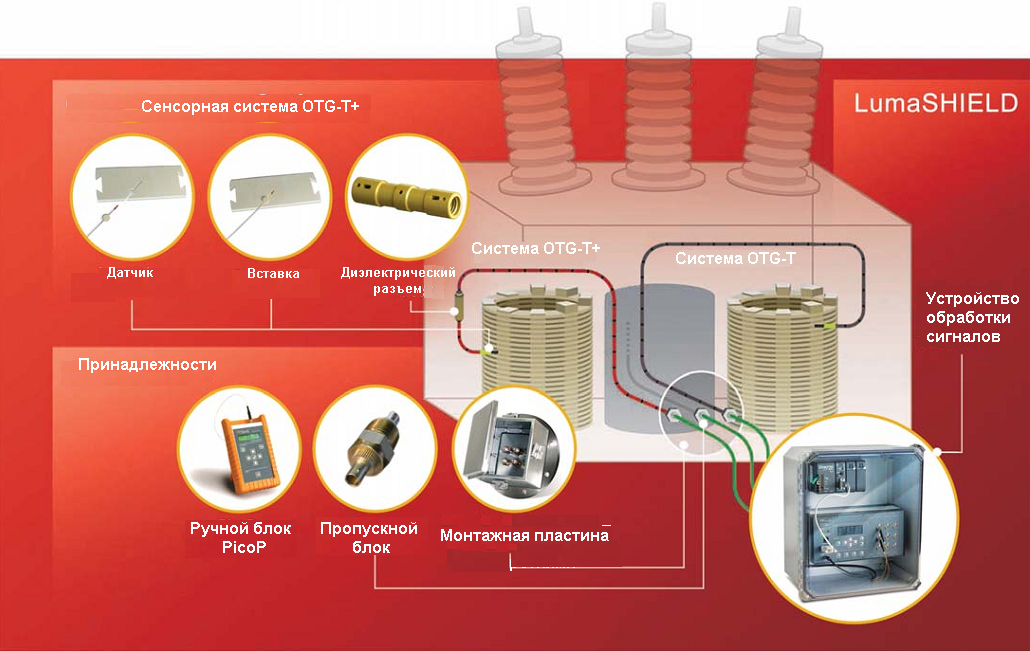 Сенсорная система OTG-T+
LumaSHIELD
Датчик
Вставка
Диэлектрический
разъем
Система OTG-T+
Система OTG-T
Устройство
обработки
сигналов
Принадлежности
Ручной блок
PicoP
Пропускной
блок
Монтажная пластина